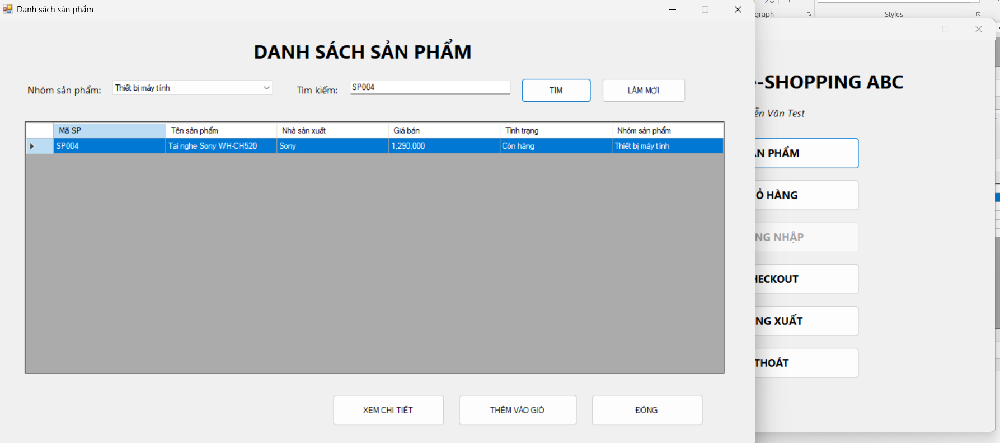 Danh sách sản phẩm
graph
Styles
DANH SÁCH SẢN PHẨM
Nhóm sản phẩm:
Thiết bị máy tính
Tìm kiếm:
SP004
TÌM
LÀM MỚI
Mã SP Tên sản phẩm Nhà sản xuất Giá bán Tình trạng Nhóm sản phẩm
SP004 Tai nghe Sony WH-CH520 Sony 1,290,000 Còn hàng Thiết bị máy tính
XEM CHI TIẾT
THÊM VÀO GIỎ
ĐÓNG
-SHOPPING ABC
ễn Văn Test
ẢN PHẨM
Ỏ HÀNG
NG NHẬP
HECKOUT
NG XUẤT
THOÁT